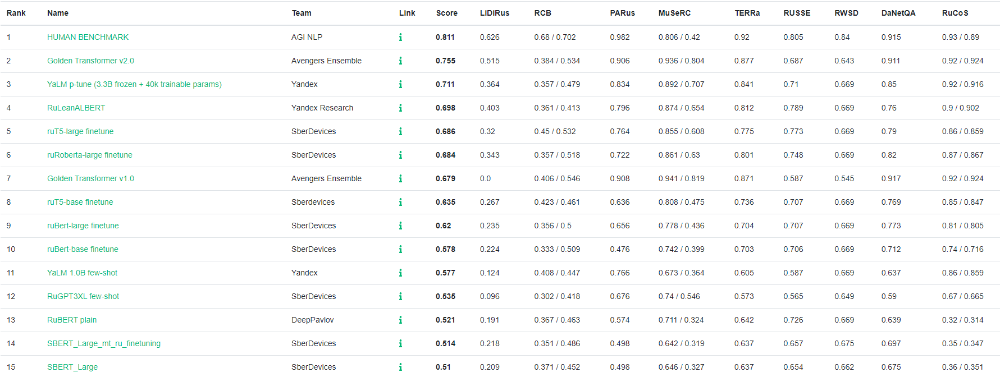 Rank Name Team Link Score LiDiRus RCB PARus MuSeRC TERRa RUSSE RWSD DaNetQA RuCoS
1 HUMAN BENCHMARK AGI NLP i 0.811 0.626 0.68 / 0.702 0.982 0.806 / 0.42 0.92 0.805 0.84 0.915 0.93 / 0.89
2 Golden Transformer v2.0 Avengers Ensemble i 0.755 0.515 0.384 / 0.534 0.906 0.936 / 0.804 0.877 0.687 0.643 0.911 0.92 / 0.924
3 YaLM p-tune (3.3B frozen + 40k trainable params) Yandex i 0.711 0.364 0.357 / 0.479 0.834 0.892 / 0.707 0.841 0.71 0.669 0.85 0.92 / 0.916
4 RuLeanALBERT Yandex Research i 0.698 0.403 0.361 / 0.413 0.796 0.874 / 0.654 0.812 0.789 0.669 0.76 0.9 / 0.902
5 ruT5-large finetune SberDevices i 0.686 0.32 0.45 / 0.532 0.764 0.855 / 0.608 0.775 0.773 0.669 0.79 0.86 / 0.859
6 ruRoberta-large finetune SberDevices i 0.684 0.343 0.357 / 0.518 0.722 0.861 / 0.63 0.801 0.748 0.669 0.82 0.87 / 0.867
7 Golden Transformer v1.0 Avengers Ensemble i 0.679 0.0 0.406 / 0.546 0.908 0.941 / 0.819 0.871 0.587 0.545 0.917 0.92 / 0.924
8 ruT5-base finetune Sberdevices i 0.635 0.267 0.423 / 0.461 0.636 0.808 / 0.475 0.736 0.707 0.669 0.769 0.85 / 0.847
9 ruBert-large finetune SberDevices i 0.62 0.235 0.356 / 0.5 0.656 0.778 / 0.436 0.704 0.707 0.669 0.773 0.81 / 0.805
10 ruBert-base finetune SberDevices i 0.578 0.224 0.333 / 0.509 0.476 0.742 / 0.399 0.703 0.706 0.669 0.712 0.74 / 0.716
11 YaLM 1.0B few-shot Yandex i 0.577 0.124 0.408 / 0.447 0.766 0.673 / 0.364 0.605 0.587 0.669 0.637 0.86 / 0.859
12 RuGPT3XL few-shot SberDevices i 0.535 0.096 0.302 / 0.418 0.676 0.74 / 0.546 0.573 0.565 0.649 0.59 0.67 / 0.665
13 RuBERT plain DeepPavlov i 0.521 0.191 0.367 / 0.463 0.574 0.711 / 0.324 0.642 0.726 0.669 0.639 0.32 / 0.314
14 SBERT_Large_mt_ru_finetuning SberDevices i 0.514 0.218 0.351 / 0.486 0.498 0.642 / 0.319 0.637 0.657 0.675 0.697 0.35 / 0.347
15 SBERT_Large SberDevices i 0.51 0.209 0.371 / 0.452 0.498 0.646 / 0.327 0.637 0.654 0.662 0.675 0.36 / 0.351